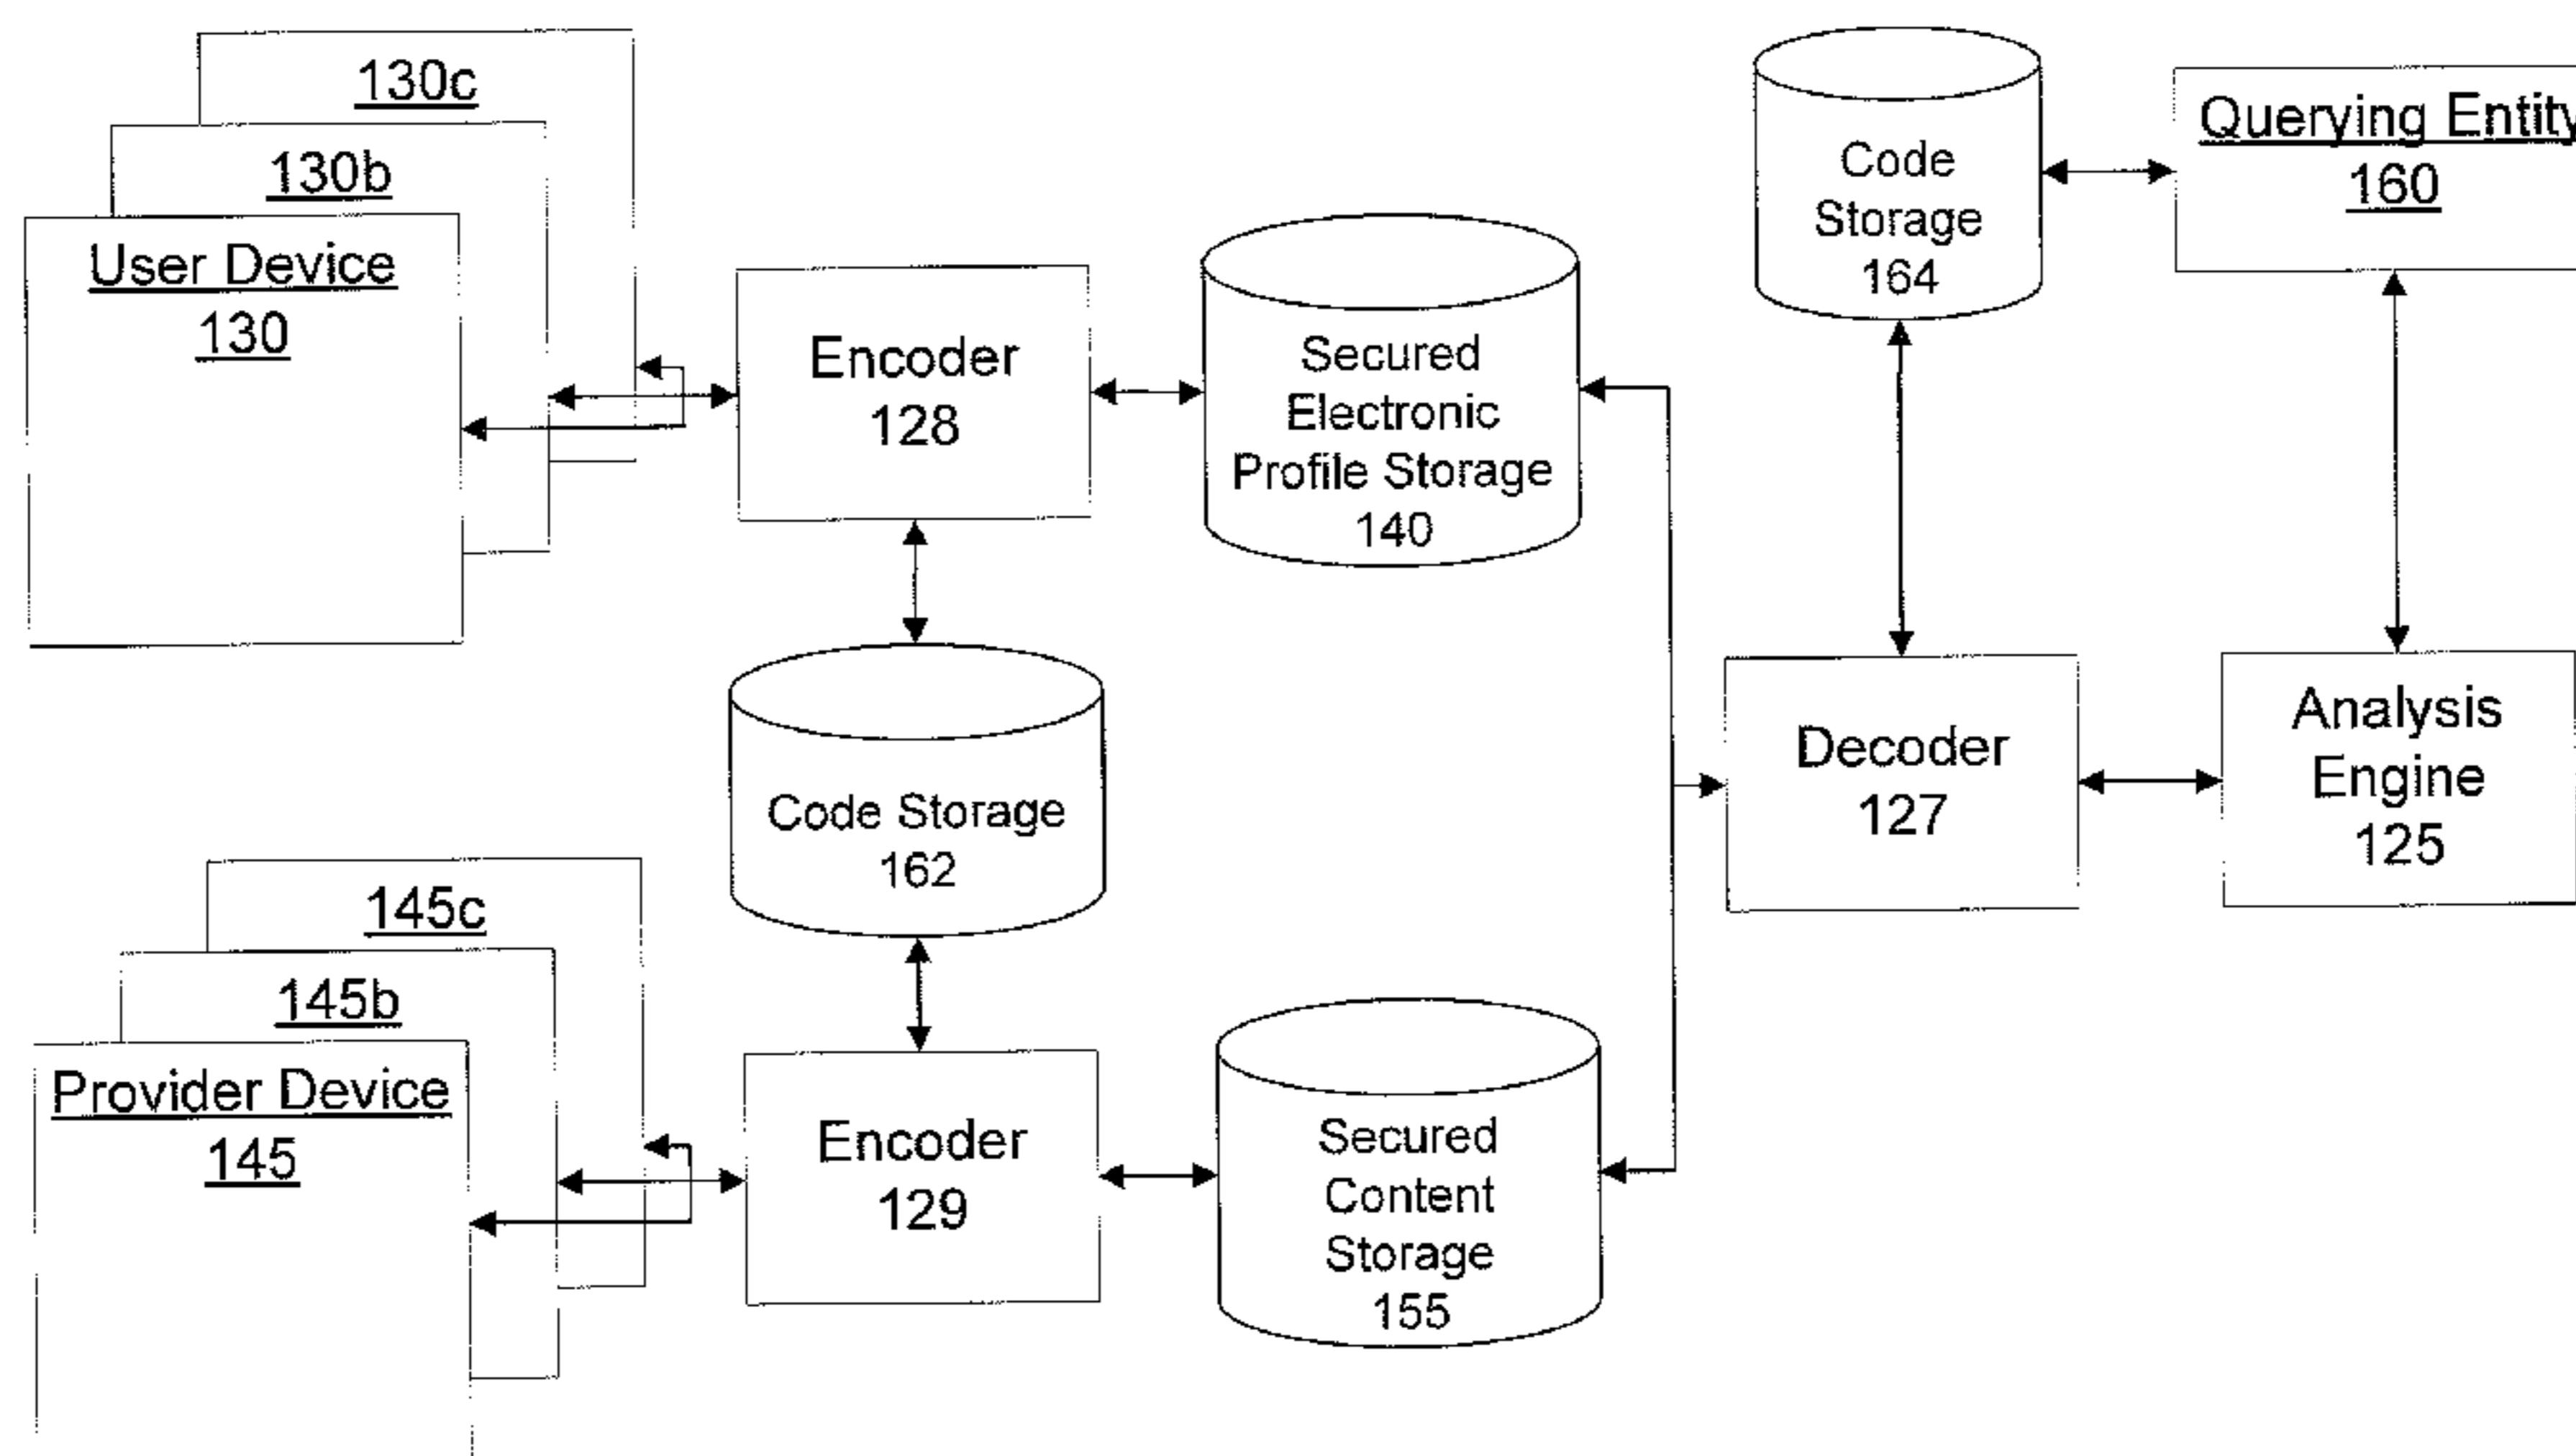 130c
130b
User Device
130
Encoder
128
Secured
Electronic
Profile Storage
140
Code
Storage
164
Querying Entity
160
Code Storage
162
Decoder
127
Analysis
Engine
125
145c
145b
Provider Device
145
Encoder
129
Secured
Content
Storage
155